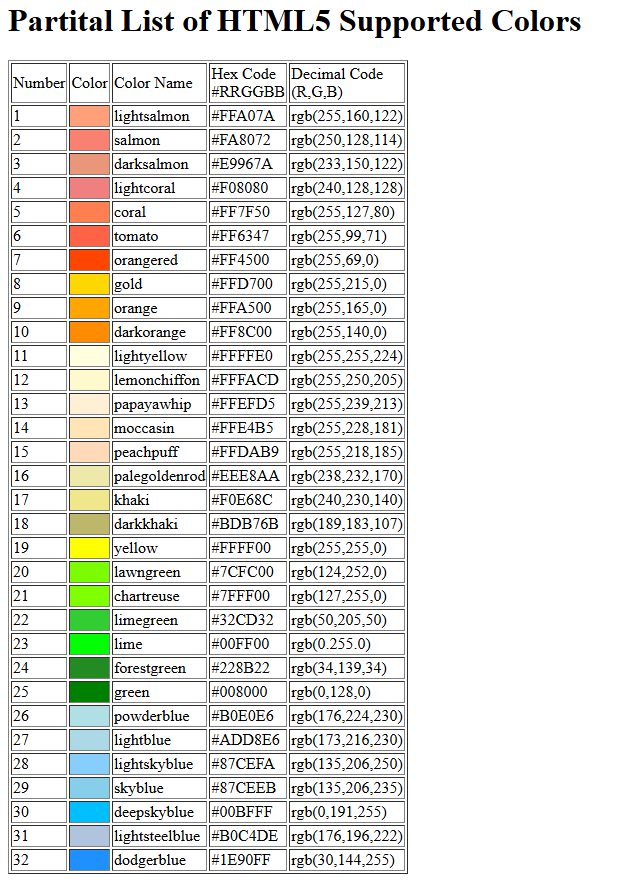 Partital List of HTML5 Supported Colors
Number Color Color Name Hex Code #RRGGBB Decimal Code (R,G,B)
1 lightsalmon #FFA07A rgb(255,160,122)
2 salmon #FA8072 rgb(250,128,114)
3 darksalmon #E9967A rgb(233,150,122)
4 lightcoral #F08080 rgb(240,128,128)
5 coral #FF7F50 rgb(255,127,80)
6 tomato #FF6347 rgb(255,99,71)
7 orangered #FF4500 rgb(255,69,0)
8 gold #FFD700 rgb(255,215,0)
9 orange #FFA500 rgb(255,165,0)
10 darkorange #FF8C00 rgb(255,140,0)
11 lightyellow #FFFFE0 rgb(255,255,224)
12 lemonchiffon #FFFACD rgb(255,250,205)
13 papayawhip #FFEFD5 rgb(255,239,213)
14 moccasin #FFE4B5 rgb(255,228,181)
15 peachpuff #FFDAB9 rgb(255,218,185)
16 palegoldenrod #EEE8AA rgb(238,232,170)
17 khaki #F0E68C rgb(240,230,140)
18 darkkhaki #BDB76B rgb(189,183,107)
19 yellow #FFFF00 rgb(255,255,0)
20 lawngreen #7CFC00 rgb(124,252,0)
21 chartreuse #7FFF00 rgb(127,255,0)
22 limegreen #32CD32 rgb(50,205,50)
23 lime #00FF00 rgb(0.255.0)
24 forestgreen #228B22 rgb(34,139,34)
25 green #008000 rgb(0,128,0)
26 powderblue #B0E0E6 rgb(176,224,230)
27 lightblue #ADD8E6 rgb(173,216,230)
28 lightskyblue #87CEFA rgb(135,206,250)
29 skyblue #87CEEB rgb(135,206,235)
30 deepskyblue #00BFFF rgb(0,191,255)
31 lightsteelblue #B0C4DE rgb(176,196,222)
32 dodgerblue #1E90FF rgb(30,144,255)